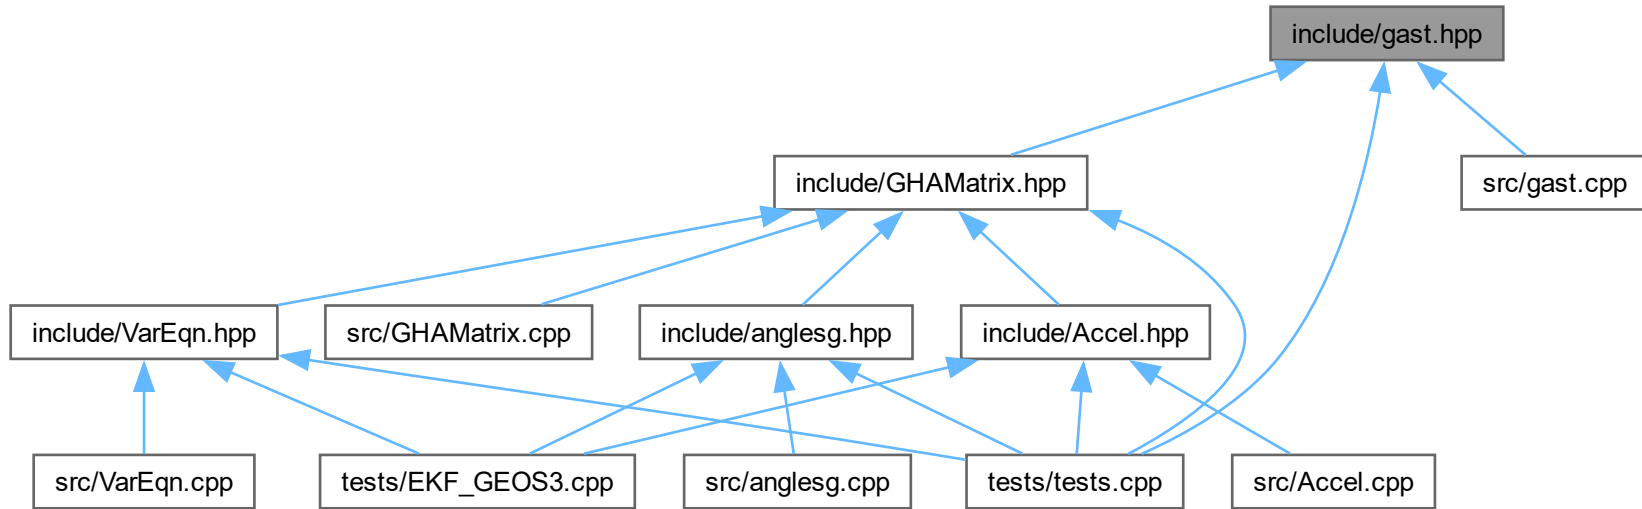 include/gast.hpp
include/GHAMatrix.hpp
src/gast.cpp
include/VarEqn.hpp
src/GHAMatrix.cpp
include/anglesg.hpp
include/Accel.hpp
src/VarEqn.cpp
tests/EKF_GEOS3.cpp
src/anglesg.cpp
tests/tests.cpp
src/Accel.cpp